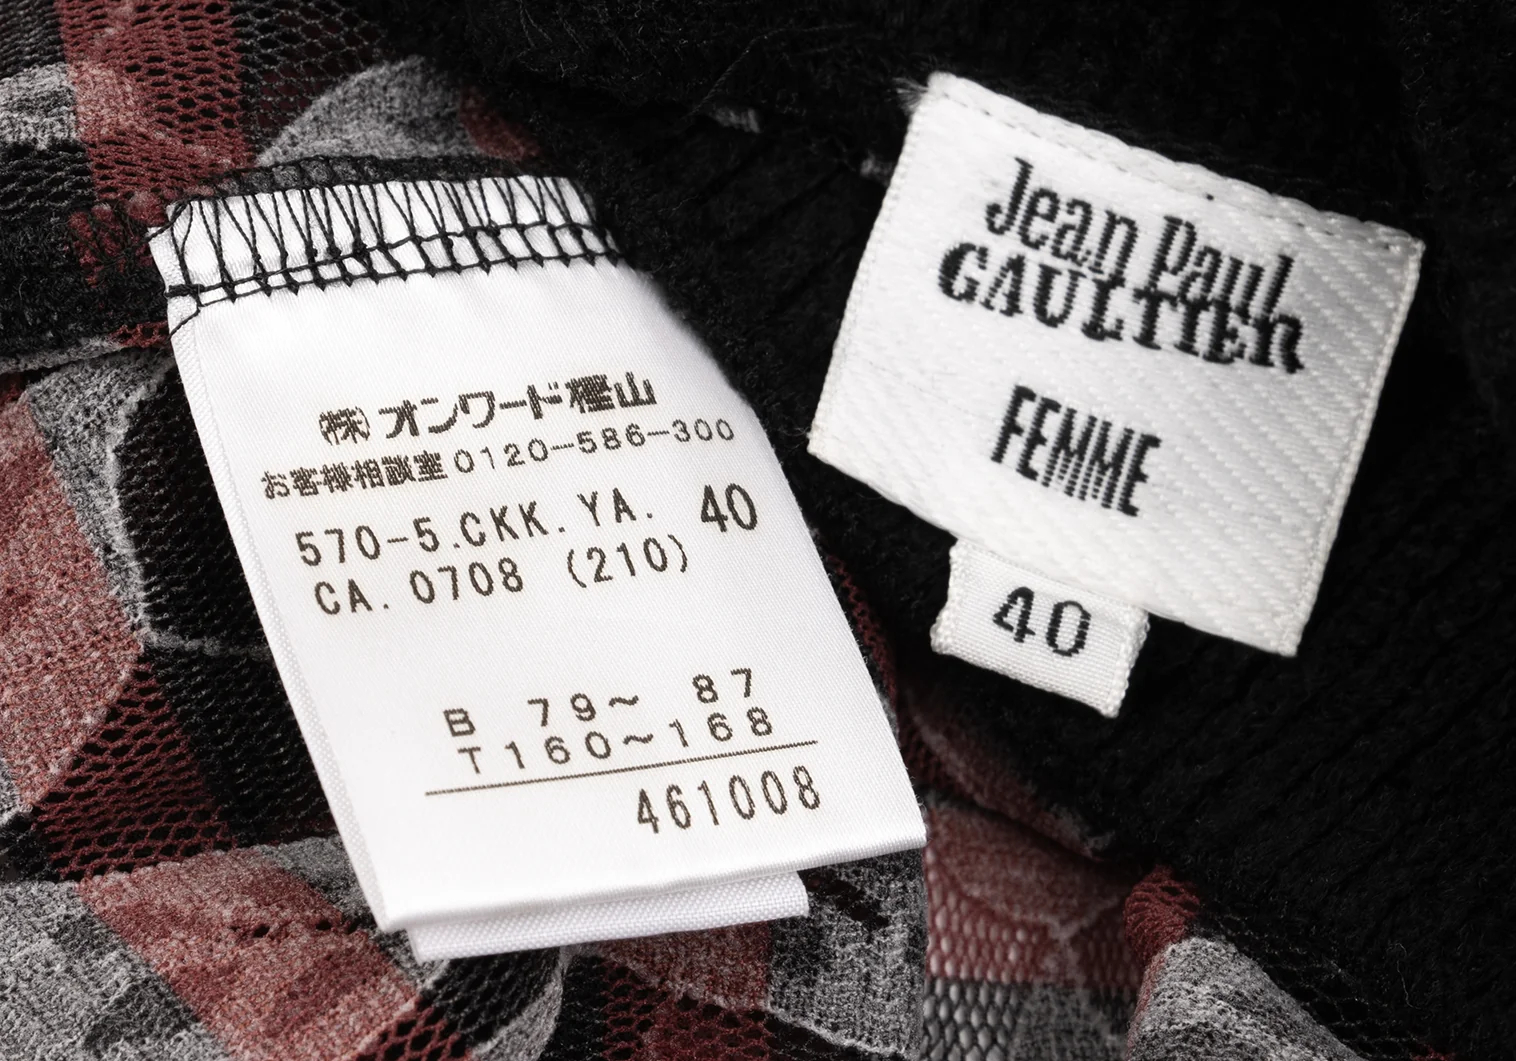 ㈱オンワード樫山
お客様相談室 0120-586-300
570-5.CKK.YA. 40
CA. 0708 (210)
B 79～ 87
T160～168
461008
Jean Paul
GAULTIER
FEMME
40